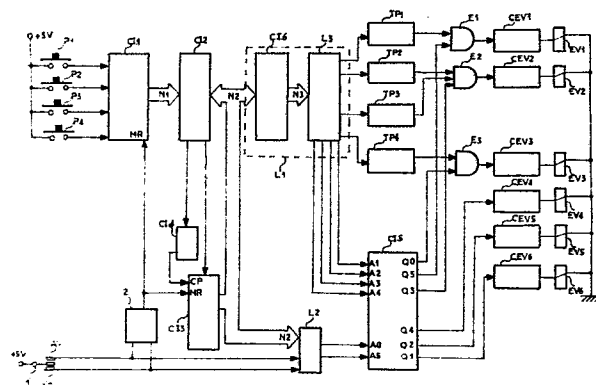 +5V
P1
P2
P3
P4
CI1
MR
N1
CI2
N2
CI6
N3
L3
L1
TP1
TP2
TP3
TP4
E1
E2
E3
CEV1
CEV2
CEV3
CEV4
CEV5
CEV6
EV1
EV2
EV3
EV4
EV5
EV6
CI4
CP
MR
CI3
N2
L2
CI5
A1
A2
A3
A4
A0
A5
Q0
Q5
Q3
Q4
Q2
Q1
2
+5V
1